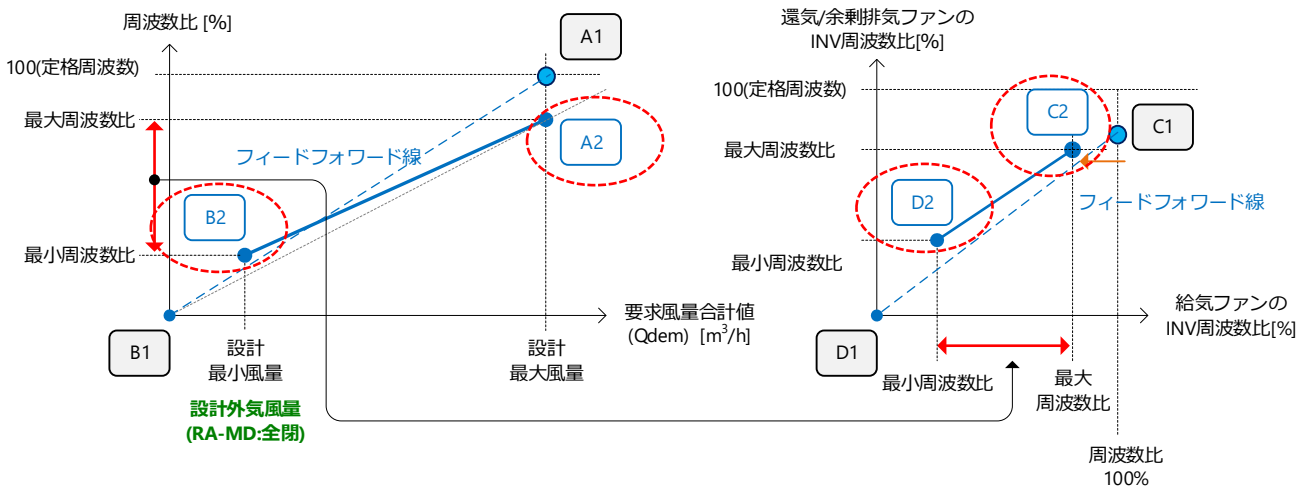 周波数比 [%]
A1
100(定格周波数)
最大周波数比
A2
フィードフォワード線
B2
最小周波数比
要求風量合計値
(Qdem) [m³/h]
B1
設計
最小風量
設計
最大風量
設計外気風量
(RA-MD:全閉)
還気/余剰排気ファンの
INV周波数比[%]
100(定格周波数)
C2
C1
最大周波数比
D2
フィードフォワード線
最小周波数比
給気ファンの
INV周波数比[%]
D1
最小周波数比
最大
周波数比
周波数比
100%